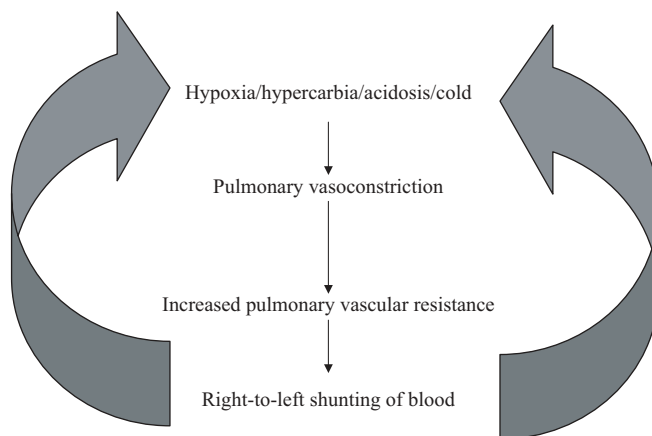 Hypoxia/hypercarbia/acidosis/cold
Pulmonary vasoconstriction
Increased pulmonary vascular resistance
Right-to-left shunting of blood